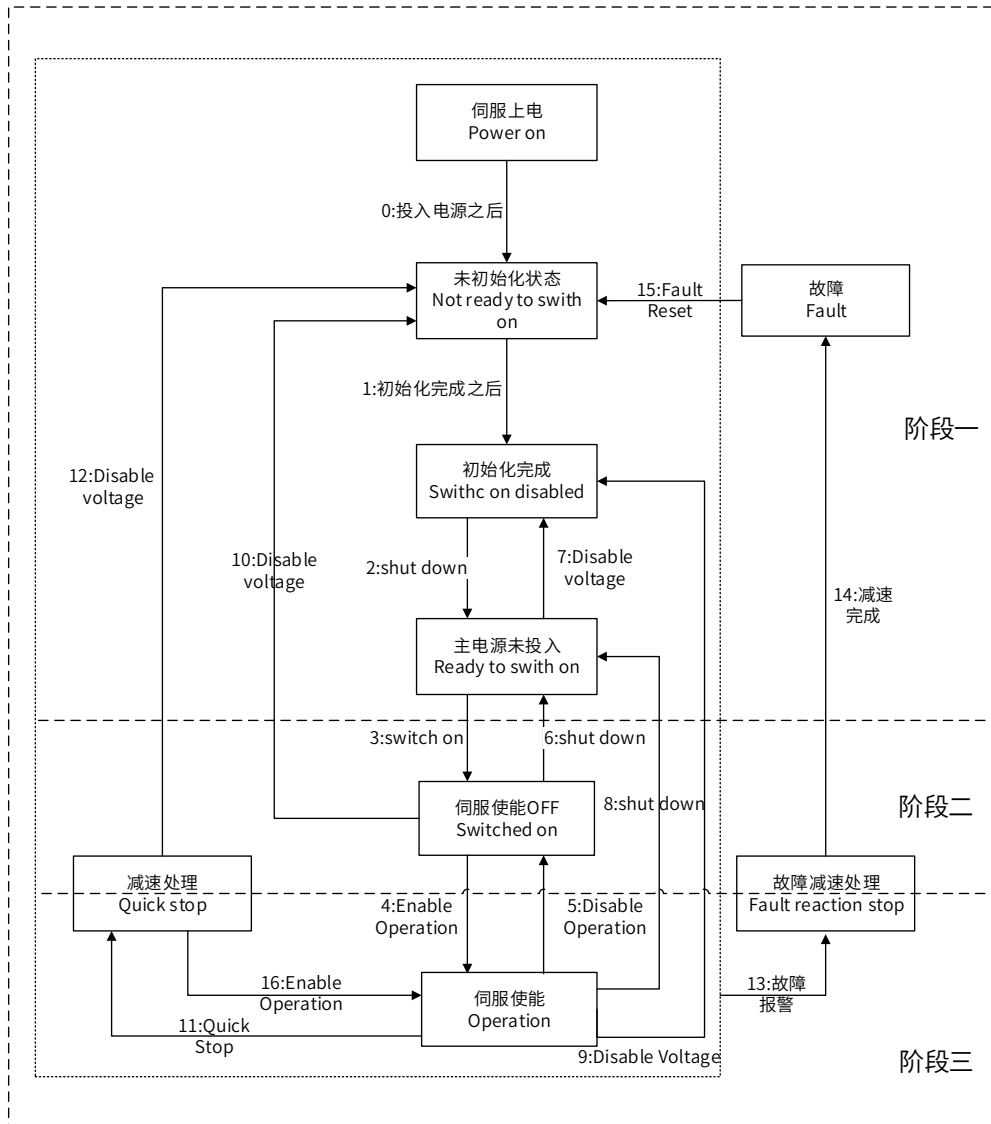 伺服上电
Power on
0:投入电源之后
未初始化状态
Not ready to swith
on
15:Fault
Reset
故障
Fault
1:初始化完成之后
阶段一
初始化完成
Swithc on disabled
12:Disable
voltage
10:Disable
voltage
2:shut down
7:Disable
voltage
14:减速
完成
主电源未投入
Ready to swith on
3:switch on
6:shut down
伺服使能OFF
Switched on
8:shut down
阶段二
减速处理
Quick stop
故障减速处理
Fault reaction stop
4:Enable
Operation
5:Disable
Operation
16:Enable
Operation
伺服使能
Operation
13:故障
报警
11:Quick
Stop
9:Disable Voltage
阶段三